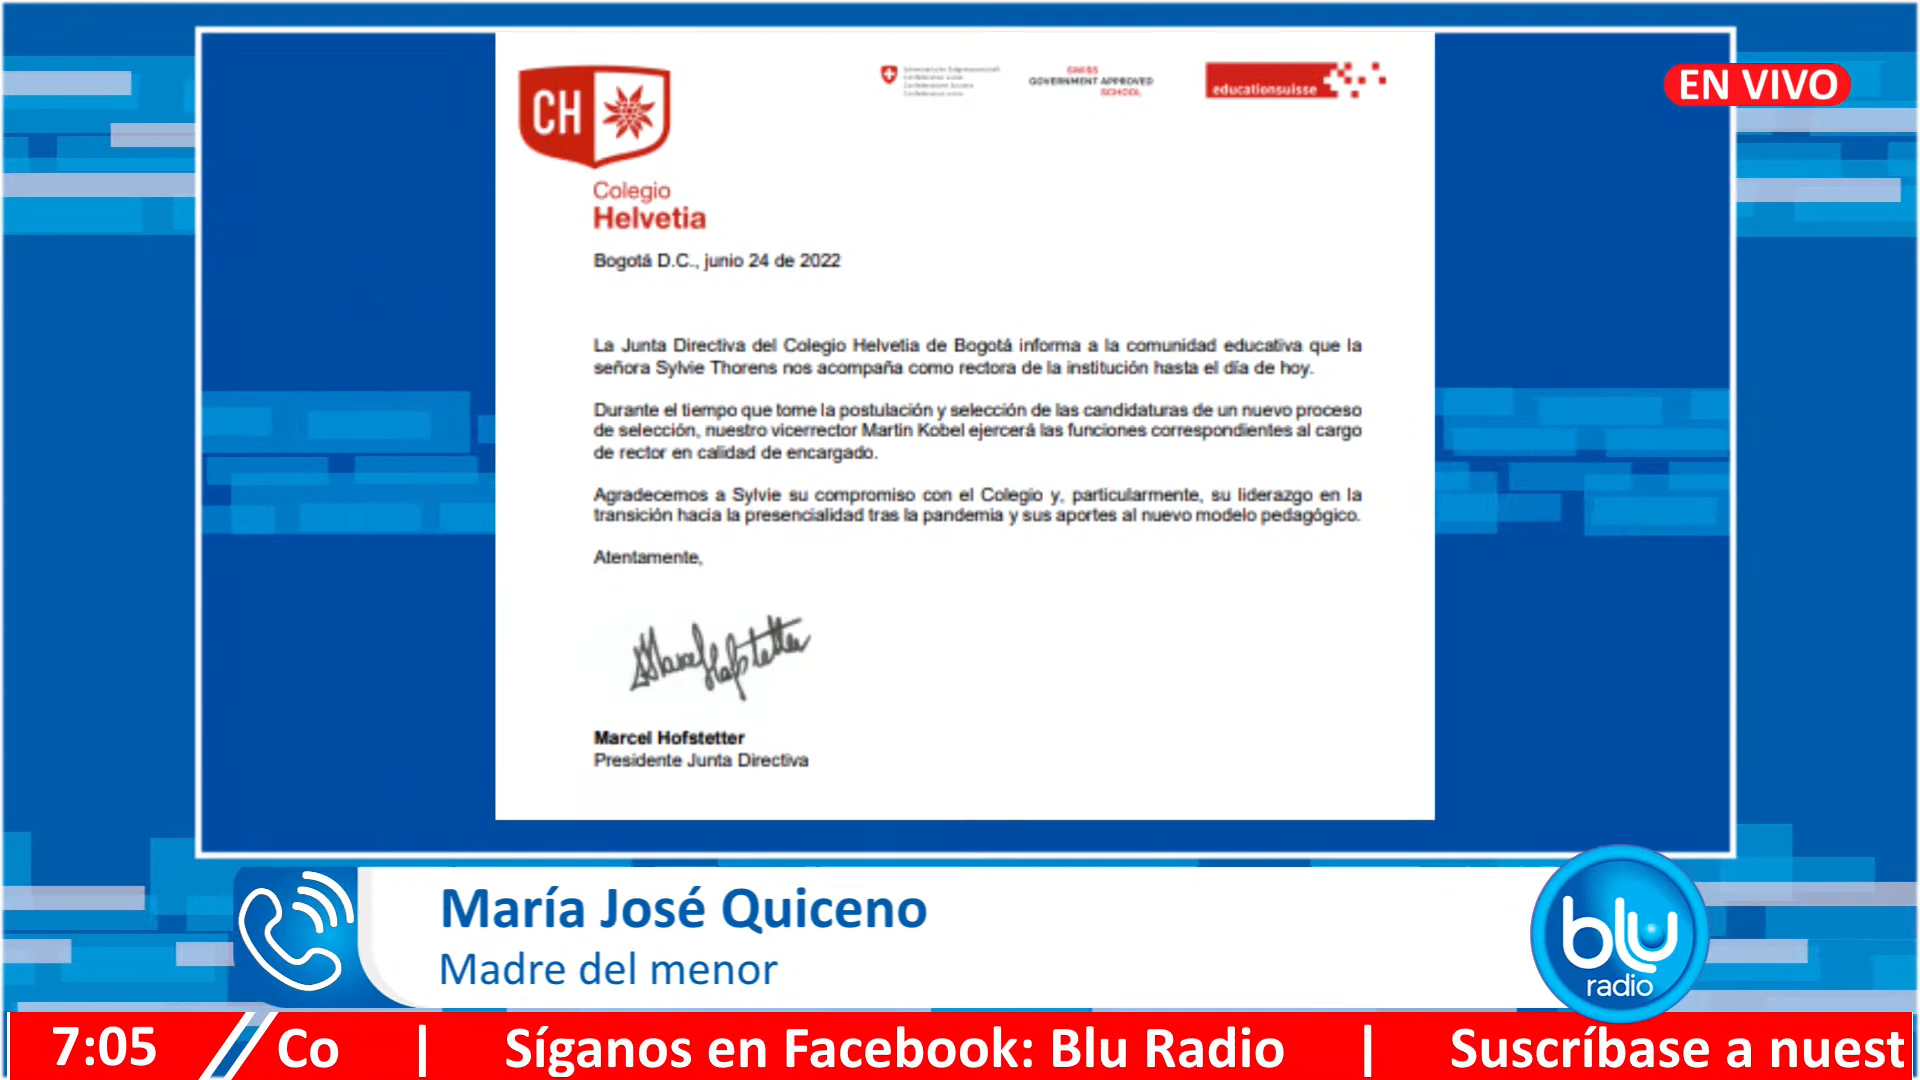 EN VIVO
CH
SWISS
GOVERNMENT APPROVED
SCHOOL
educationsuisse
Colegio
Helvetia
Bogotá D.C., junio 24 de 2022
La Junta Directiva del Colegio Helvetia de Bogotá informa a la comunidad educativa que la
señora Sylvie Thorens nos acompaña como rectora de la institución hasta el día de hoy.
Durante el tiempo que tome la postulación y selección de las candidaturas de un nuevo proceso
de selección, nuestro vicerrector Martin Kobel ejercerá las funciones correspondientes al cargo
de rector en calidad de encargado.
Agradecemos a Sylvie su compromiso con el Colegio y, particularmente, su liderazgo en la
transición hacia la presencialidad tras la pandemia y sus aportes al nuevo modelo pedagógico.
Atentamente,
Marcel Hofstetter
Marcel Hofstetter
Presidente Junta Directiva
María José Quiceno
Madre del menor
blu
radio
7:05 Co | Síganos en Facebook: Blu Radio | Suscríbase a nuest